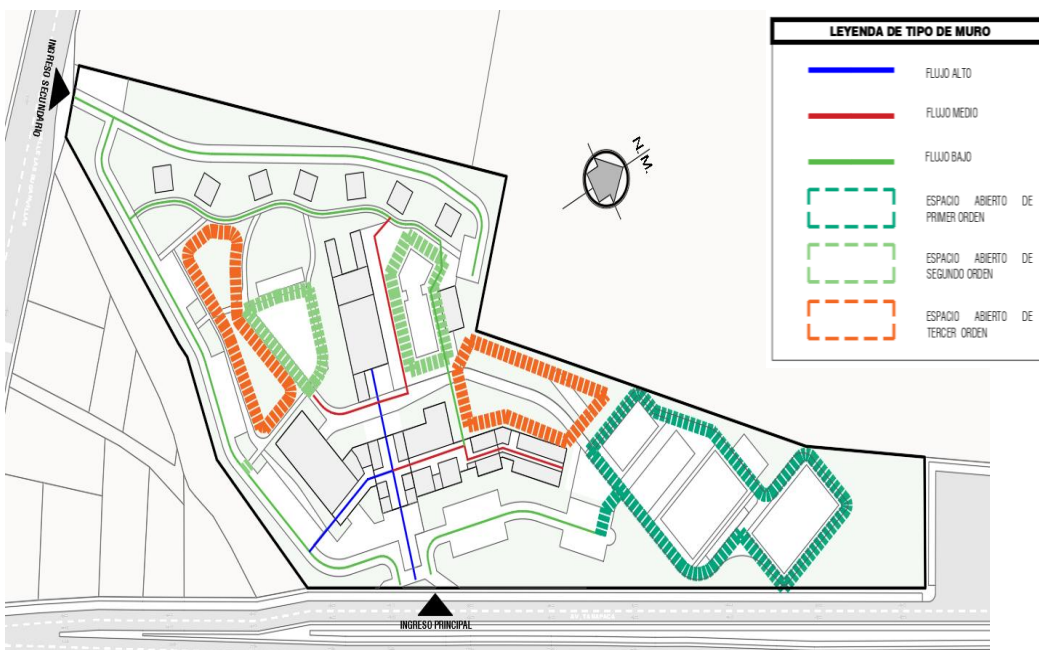 LEYENDA DE TIPO DE MURO
FLUJO ALTO
FLUJO MEDIO
FLUJO BAJO
ESPACIO ABIERTO DE
PRIMER ORDEN
ESPACIO ABIERTO DE
SEGUNDO ORDEN
ESPACIO ABIERTO DE
TERCER ORDEN
INGRESO SECUNDARIO
N.M.
INGRESO PRINCIPAL